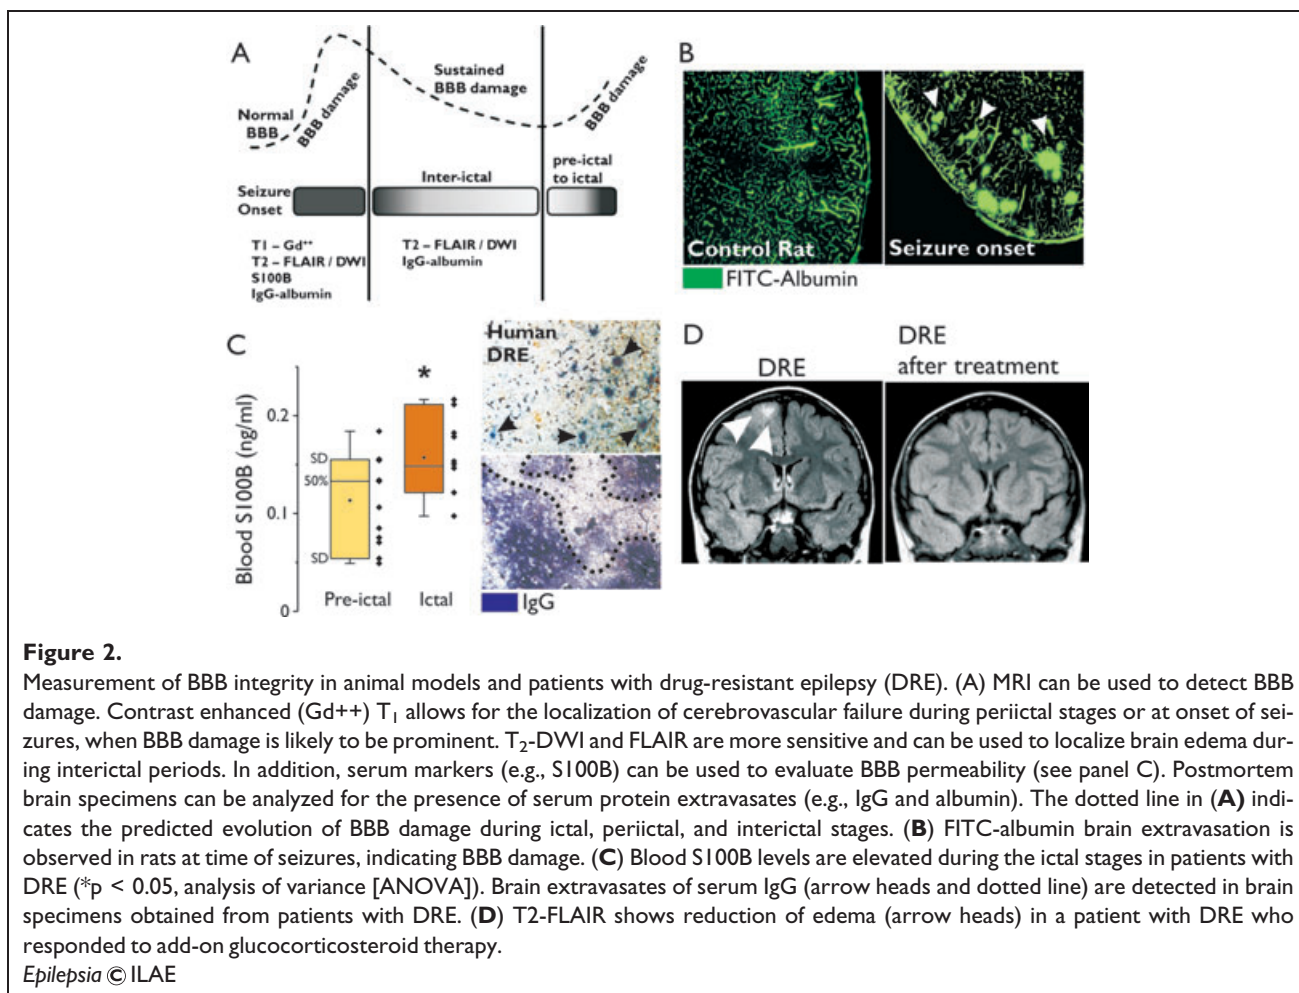 A
Normal
BBB
BBB damage
Sustained
BBB damage
BBB damage
Seizure
Onset
Inter-ictal
pre-ictal
to ictal
T1 – Gd⁺⁺
T2 – FLAIR / DWI
S100B
IgG-albumin
T2 – FLAIR / DWI
IgG-albumin
B
Control Rat
Seizure onset
FITC-Albumin
C
Blood S100B (ng/ml)
0.2
0.1
0
SD
50%
SD
*
Pre-ictal
Ictal
Human
DRE
IgG
D
DRE
DRE
after treatment
Figure 2.
Measurement of BBB integrity in animal models and patients with drug-resistant epilepsy (DRE). (A) MRI can be used to detect BBB
damage. Contrast enhanced (Gd++) T₁ allows for the localization of cerebrovascular failure during periictal stages or at onset of sei-
zures, when BBB damage is likely to be prominent. T₂-DWI and FLAIR are more sensitive and can be used to localize brain edema dur-
ing interictal periods. In addition, serum markers (e.g., S100B) can be used to evaluate BBB permeability (see panel C). Postmortem
brain specimens can be analyzed for the presence of serum protein extravasates (e.g., IgG and albumin). The dotted line in (A) indi-
cates the predicted evolution of BBB damage during ictal, periictal, and interictal stages. (B) FITC-albumin brain extravasation is
observed in rats at time of seizures, indicating BBB damage. (C) Blood S100B levels are elevated during the ictal stages in patients with
DRE (*p < 0.05, analysis of variance [ANOVA]). Brain extravasates of serum IgG (arrow heads and dotted line) are detected in brain
specimens obtained from patients with DRE. (D) T2-FLAIR shows reduction of edema (arrow heads) in a patient with DRE who
responded to add-on glucocorticosteroid therapy.
Epilepsia © ILAE